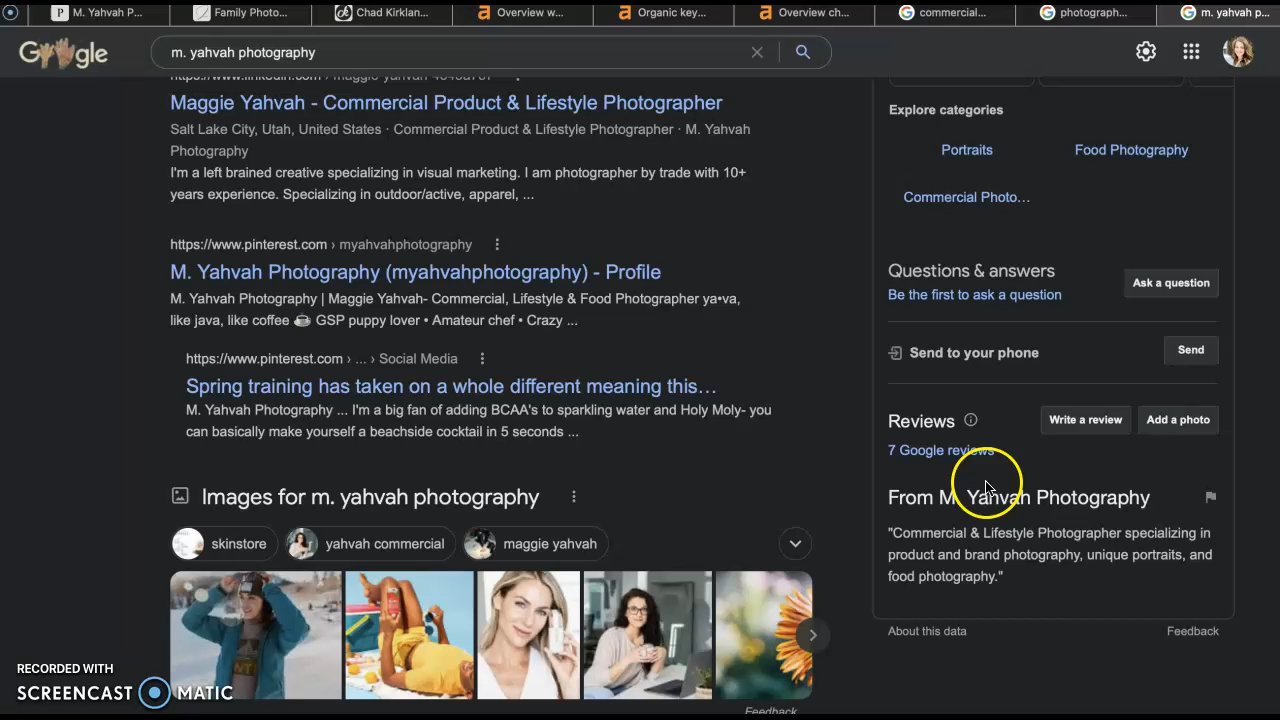 M. Yahvah P...
Family Photo...
Chad Kirklan...
Overview w...
Organic key...
Overview ch...
commercial...
photograph...
m. yahvah p...
m. yahvah photography
Maggie Yahvah - Commercial Product & Lifestyle Photographer
Salt Lake City, Utah, United States · Commercial Product & Lifestyle Photographer · M. Yahvah
Photography
I'm a left brained creative specializing in visual marketing. I am photographer by trade with 10+
years experience. Specializing in outdoor/active, apparel, ...
https://www.pinterest.com › myahvahphotography
M. Yahvah Photography (myahvahphotography) - Profile
M. Yahvah Photography | Maggie Yahvah- Commercial, Lifestyle & Food Photographer ya•va,
like java, like coffee ☕ GSP puppy lover • Amateur chef • Crazy ...
https://www.pinterest.com › ... › Social Media
Spring training has taken on a whole different meaning this...
M. Yahvah Photography ... I'm a big fan of adding BCAA's to sparkling water and Holy Moly- you
can basically make yourself a beachside cocktail in 5 seconds ...
Images for m. yahvah photography
skinstore
yahvah commercial
maggie yahvah
Feedback
Explore categories
Portraits
Food Photography
Commercial Photo...
Questions & answers
Be the first to ask a question
Ask a question
Send to your phone
Send
Reviews
Write a review
Add a photo
7 Google reviews
From M. Yahvah Photography
"Commercial & Lifestyle Photographer specializing in
product and brand photography, unique portraits, and
food photography."
About this data
Feedback
RECORDED WITH
SCREENCAST MATIC